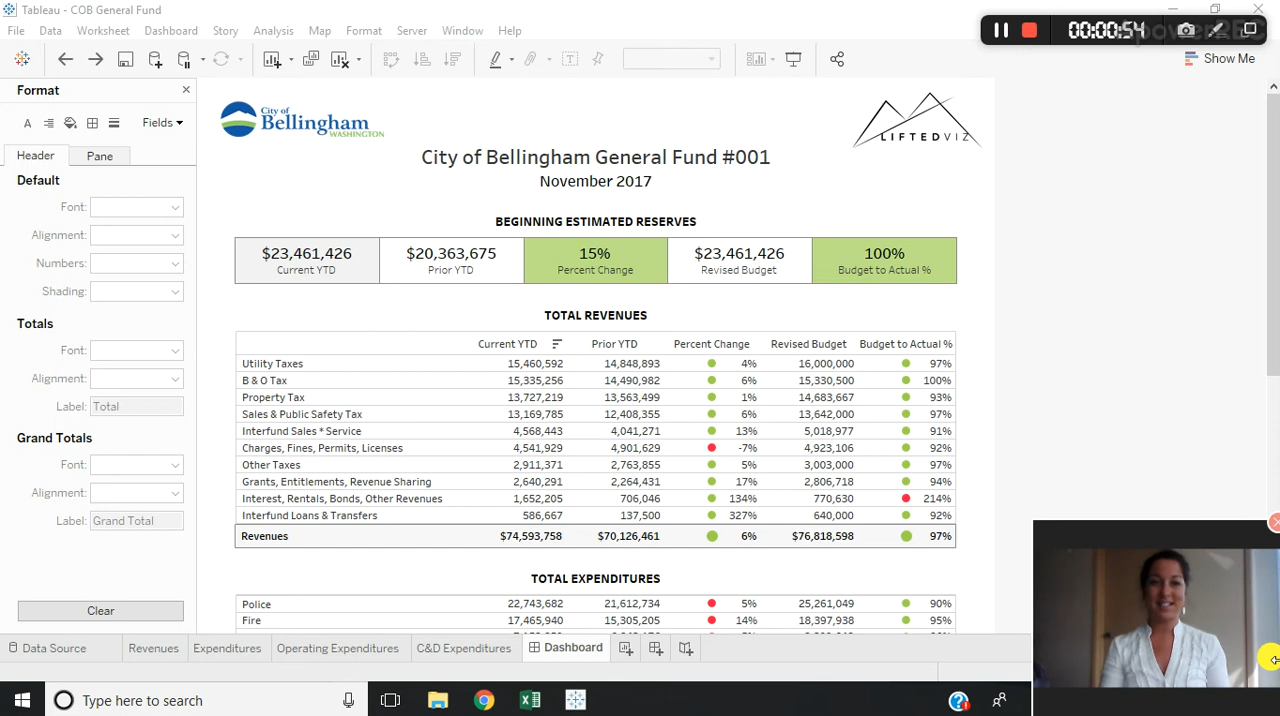 Tableau - COB General Fund
File Data Worksheet Dashboard Story Analysis Map Format Server Window Help
00:00:54
Show Me
Format
Fields
Header Pane
Default
Font:
Alignment:
Numbers:
Shading:
Totals
Font:
Alignment:
Label: Total
Grand Totals
Font:
Alignment:
Label: Grand Total
Clear
City of
Bellingham
WASHINGTON
LIFTEDVIZ
City of Bellingham General Fund #001
November 2017
BEGINNING ESTIMATED RESERVES
$23,461,426 $20,363,675 15% $23,461,426 100%
Current YTD Prior YTD Percent Change Revised Budget Budget to Actual %
TOTAL REVENUES
Current YTD Prior YTD Percent Change Revised Budget Budget to Actual %
Utility Taxes 15,460,592 14,848,893 4% 16,000,000 97%
B & O Tax 15,335,256 14,490,982 6% 15,330,500 100%
Property Tax 13,727,219 13,563,499 1% 14,683,667 93%
Sales & Public Safety Tax 13,169,785 12,408,355 6% 13,642,000 97%
Interfund Sales * Service 4,568,443 4,041,271 13% 5,018,977 91%
Charges, Fines, Permits, Licenses 4,541,929 4,901,629 -7% 4,923,106 92%
Other Taxes 2,911,371 2,763,855 5% 3,003,000 97%
Grants, Entitlements, Revenue Sharing 2,640,291 2,264,431 17% 2,806,718 94%
Interest, Rentals, Bonds, Other Revenues 1,652,205 706,046 134% 770,630 214%
Interfund Loans & Transfers 586,667 137,500 327% 640,000 92%
Revenues $74,593,758 $70,126,461 6% $76,818,598 97%
TOTAL EXPENDITURES
Police 22,743,682 21,612,734 5% 25,261,049 90%
Fire 17,465,940 15,305,205 14% 18,397,938 95%
Data Source Revenues Expenditures Operating Expenditures C&D Expenditures Dashboard
Type here to search